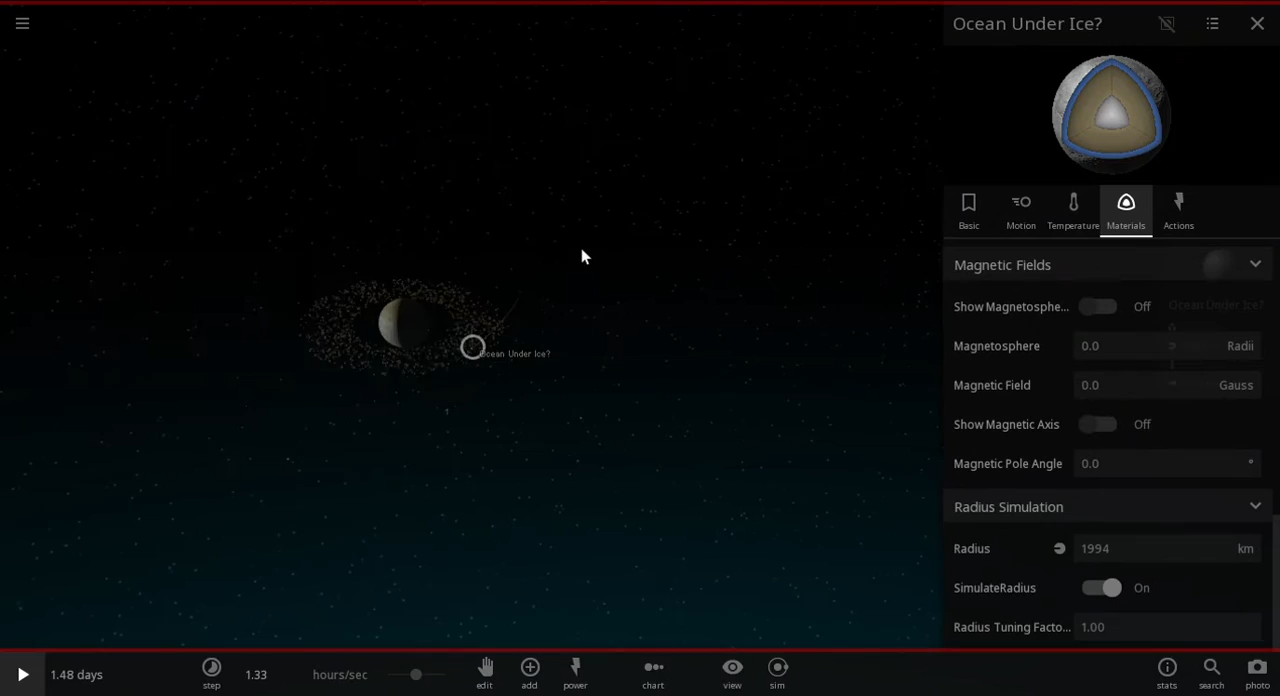 Ocean Under Ice?
Basic
Motion
Temperature
Materials
Actions
Magnetic Fields
Show Magnetosphe... Off
Ocean Under Ice?
Magnetosphere 0.0 Radii
Ocean Under Ice?
Magnetic Field 0.0 Gauss
Show Magnetic Axis Off
Magnetic Pole Angle 0.0 °
Radius Simulation
Radius 1994 km
SimulateRadius On
Radius Tuning Facto... 1.00
1.48 days
step
1.33 hours/sec
edit
add
power
chart
view
sim
stats
search
photo